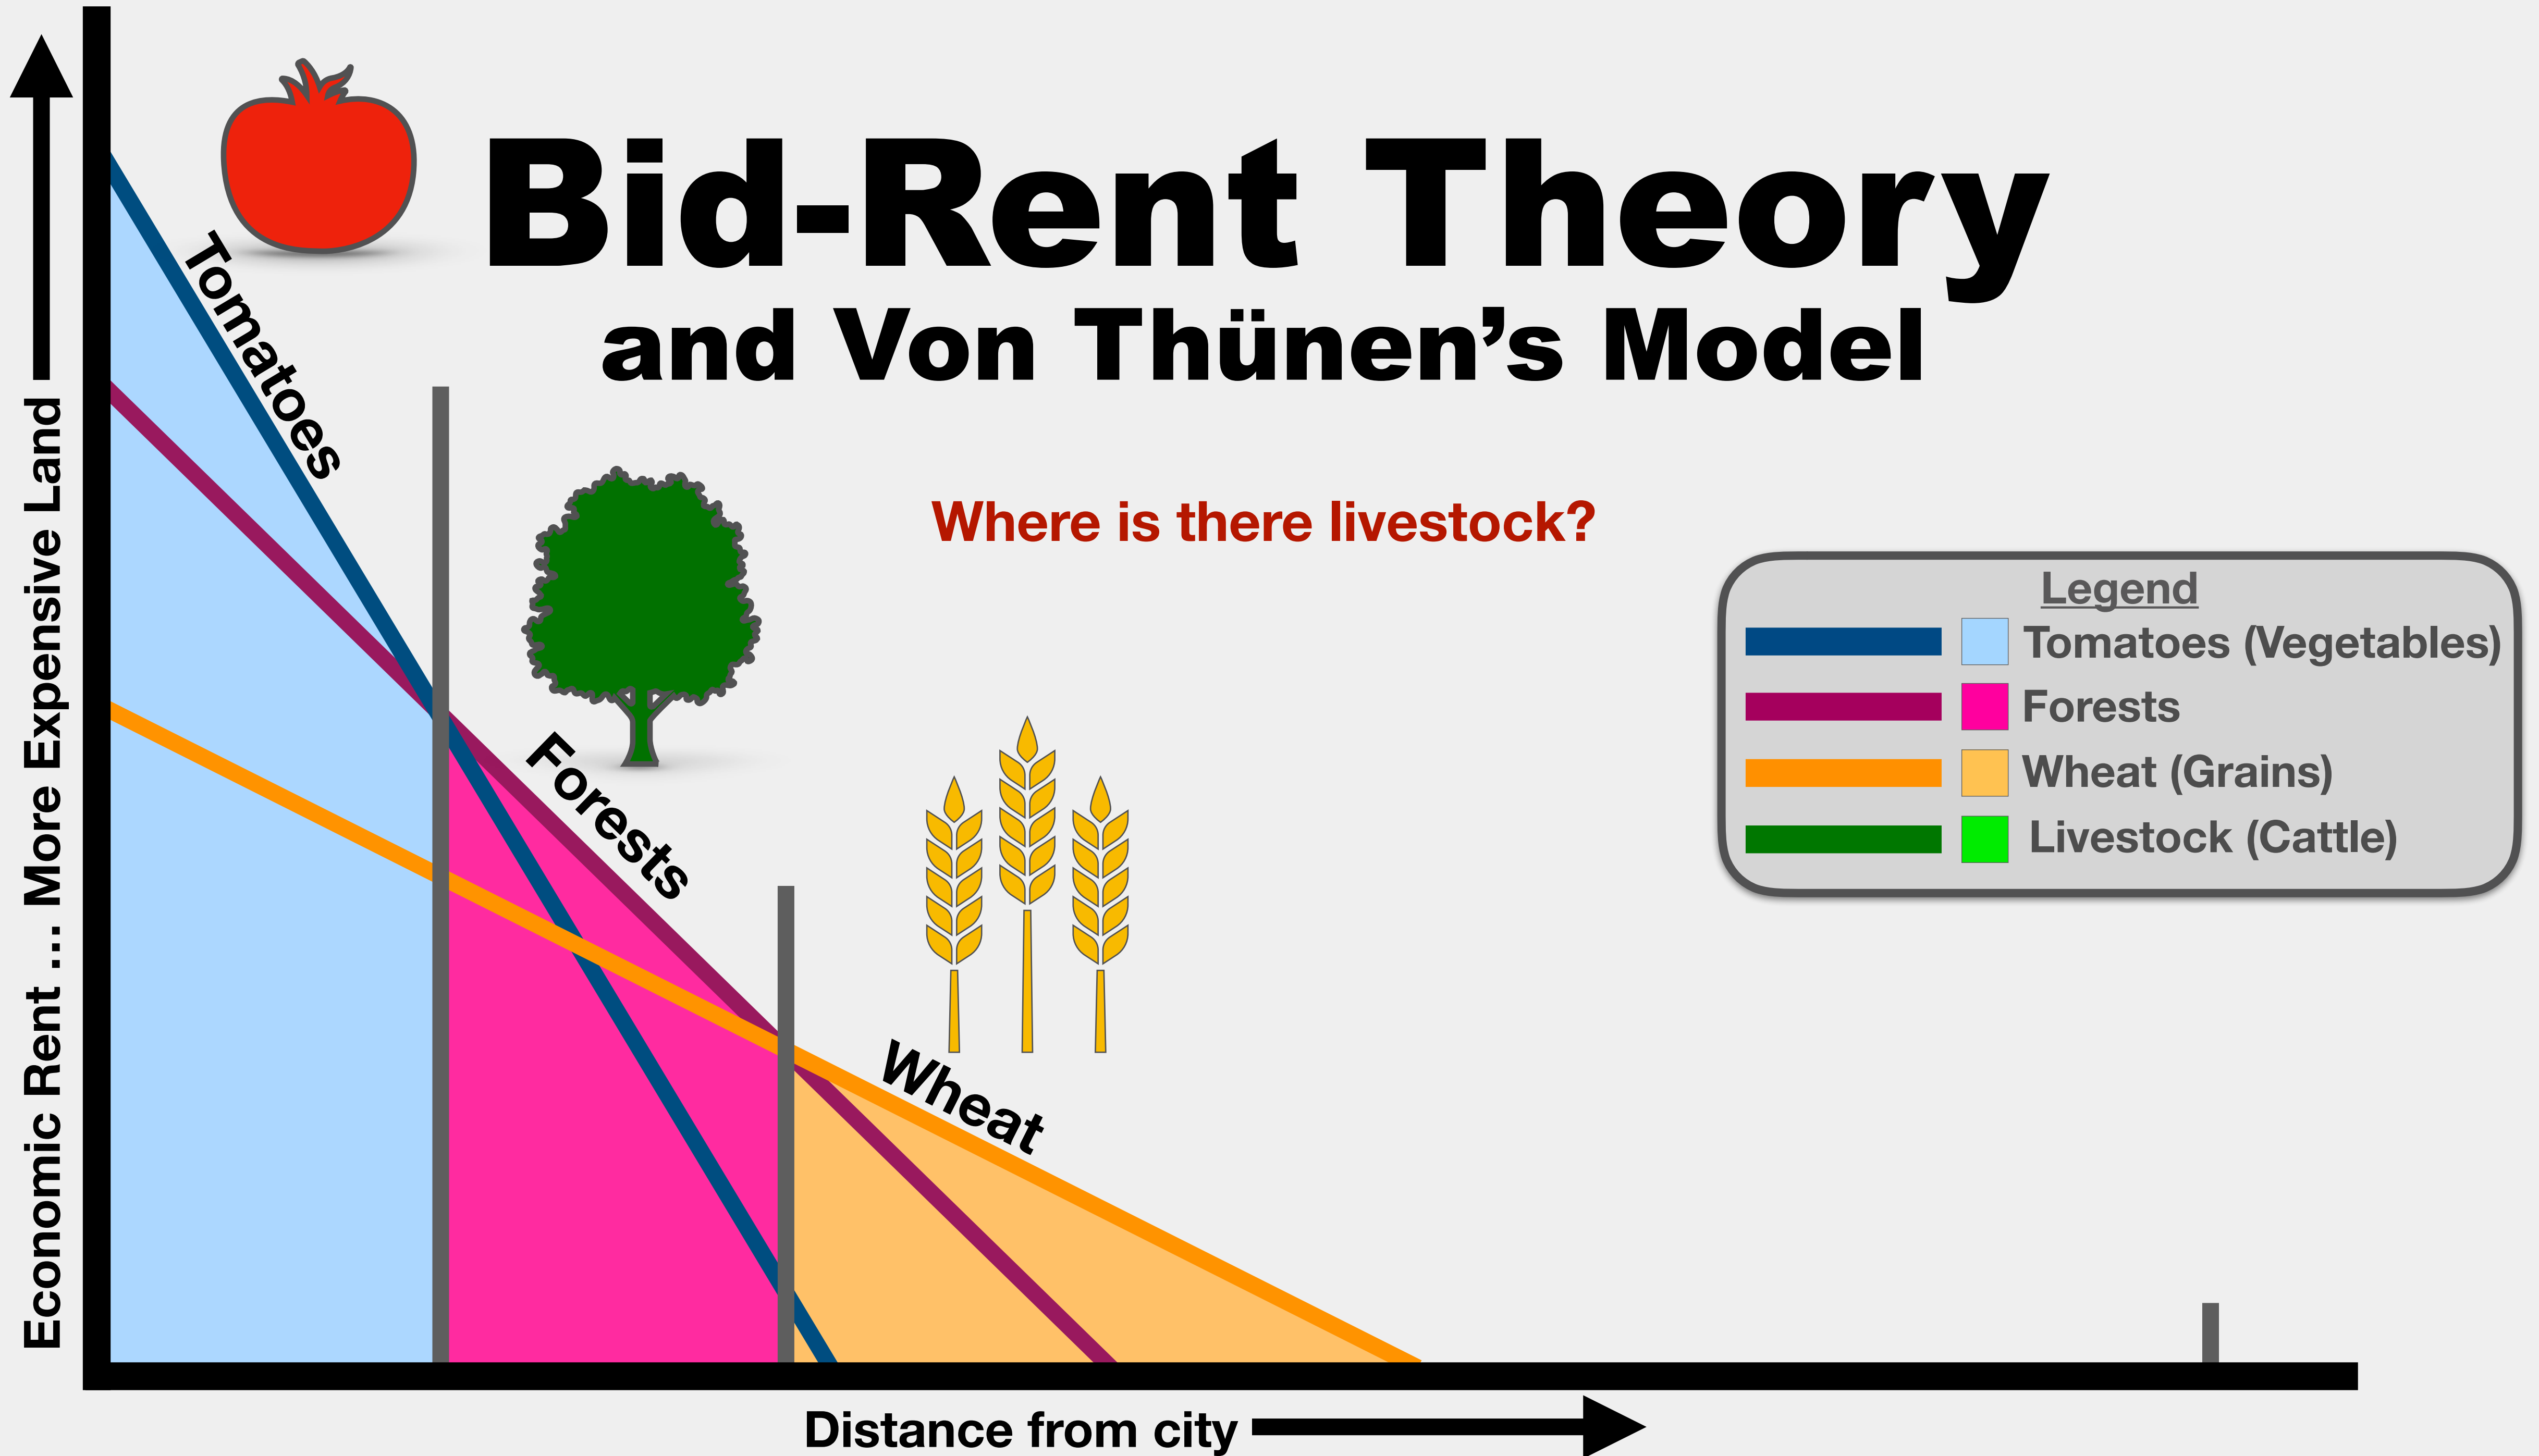 Bid-Rent Theory
and Von Thünen’s Model
Tomatoes
Where is there livestock?
Economic Rent ... More Expensive Land
Forests
Legend
Tomatoes (Vegetables)
Forests
Wheat (Grains)
Livestock (Cattle)
Wheat
Distance from city